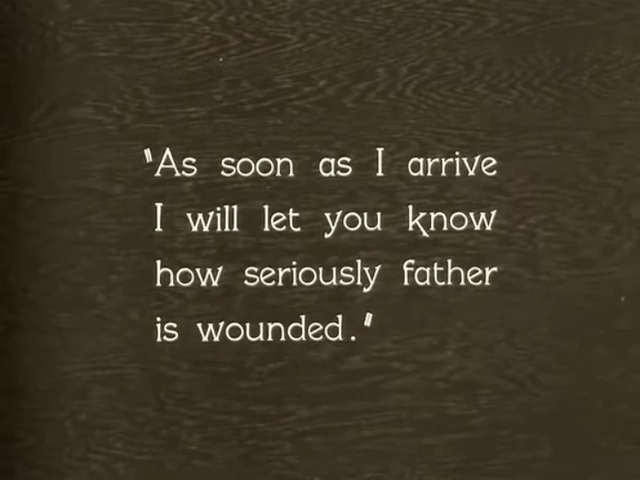 "As soon as I arrive
I will let you know
how seriously father
is wounded."